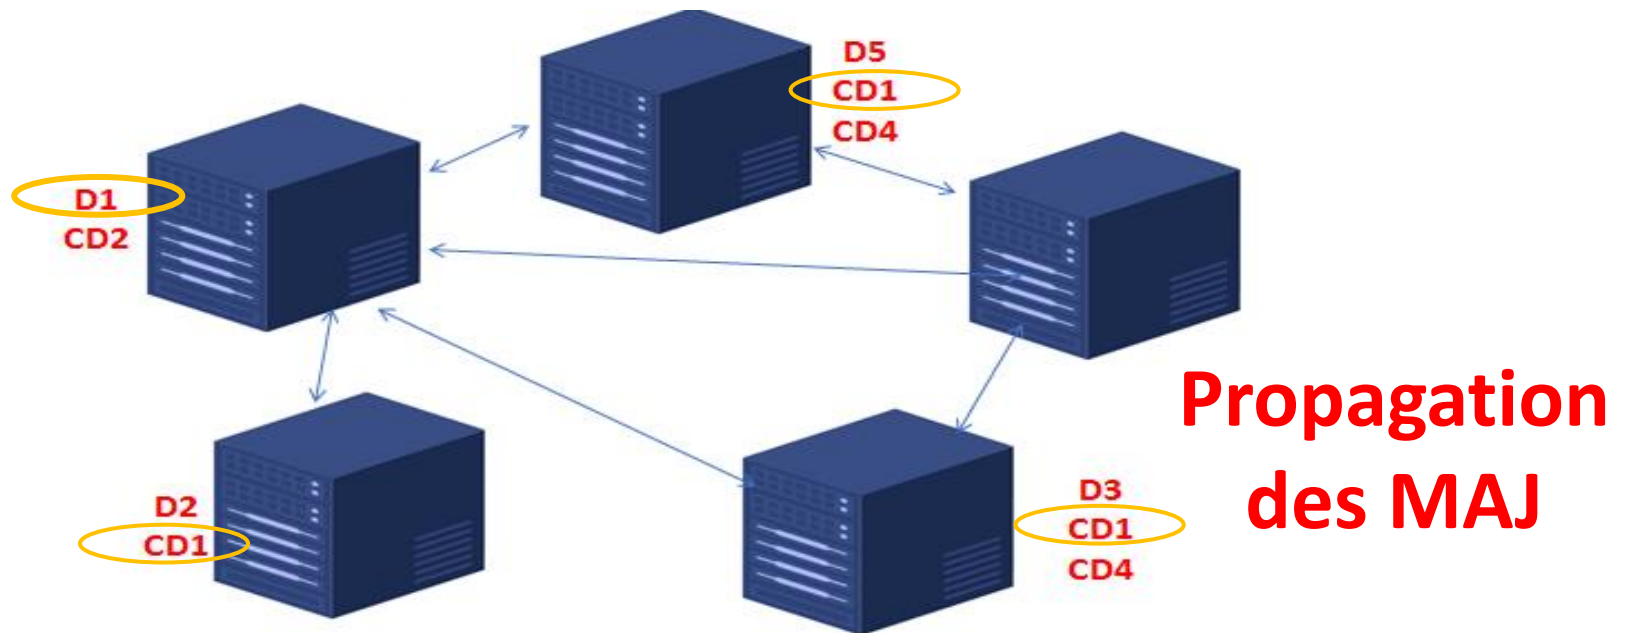 D5
CD1
CD4
D1
CD2
D2
CD1
D3
CD1
CD4
Propagation
des MAJ